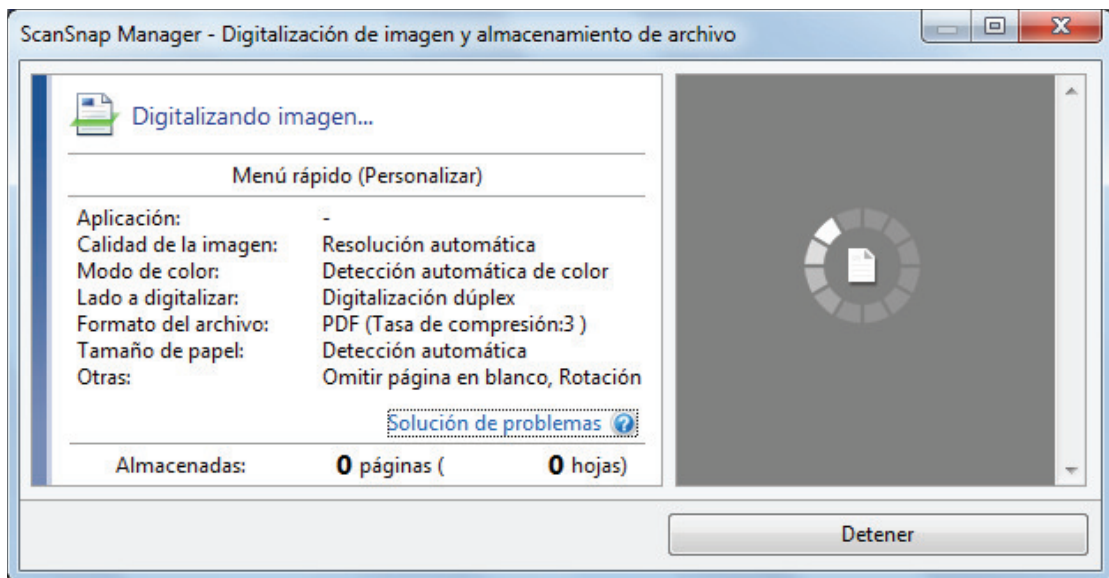 ScanSnap Manager - Digitalización de imagen y almacenamiento de archivo
Digitalizando imagen...
Menú rápido (Personalizar)
Aplicación: -
Calidad de la imagen: Resolución automática
Modo de color: Detección automática de color
Lado a digitalizar: Digitalización dúplex
Formato del archivo: PDF (Tasa de compresión:3 )
Tamaño de papel: Detección automática
Otras: Omitir página en blanco, Rotación
Solución de problemas
Almacenadas: 0 páginas ( 0 hojas)
Detener